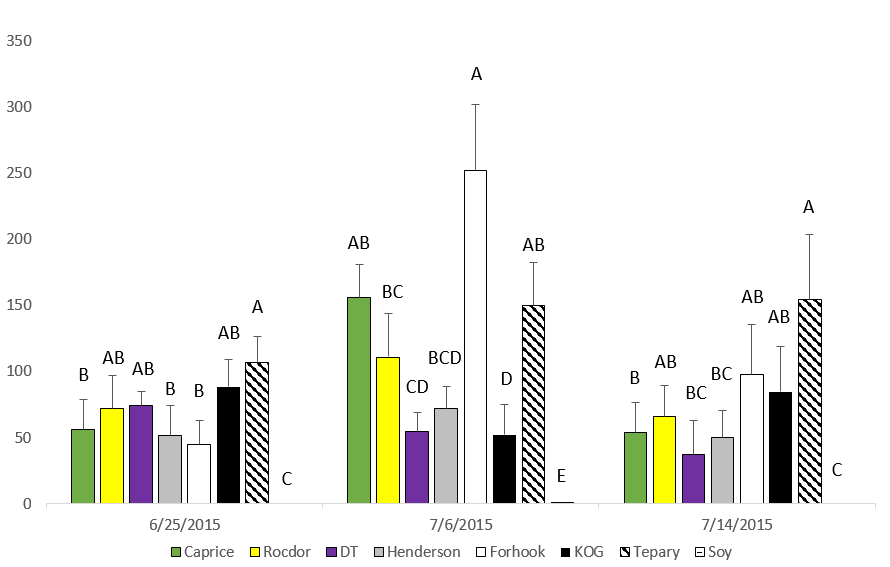 350
300
250
200
150
100
50
0
B AB AB B B AB A C
AB BC CD BCD A D AB E
B AB BC BC AB AB A C
6/25/2015 7/6/2015 7/14/2015
Caprice Rocdor DT Henderson Forhook KOG Tepary Soy